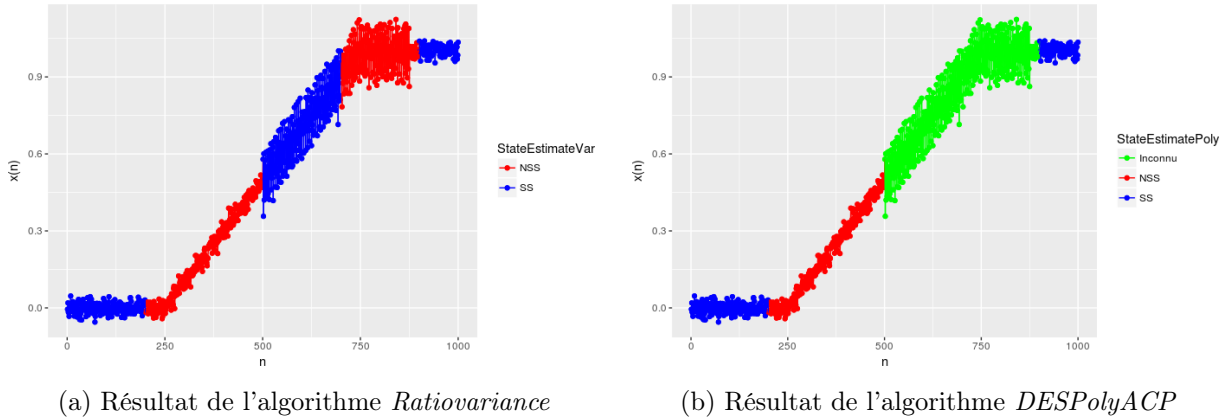 x(n)
0.9
0.6
0.3
0.0
0
250
500
750
1000
n
StateEstimateVar
NSS
SS
(a) Résultat de l'algorithme Ratiovariance
x(n)
0.9
0.6
0.3
0.0
0
250
500
750
1000
n
StateEstimatePoly
Inconnu
NSS
SS
(b) Résultat de l'algorithme DESPolyACP